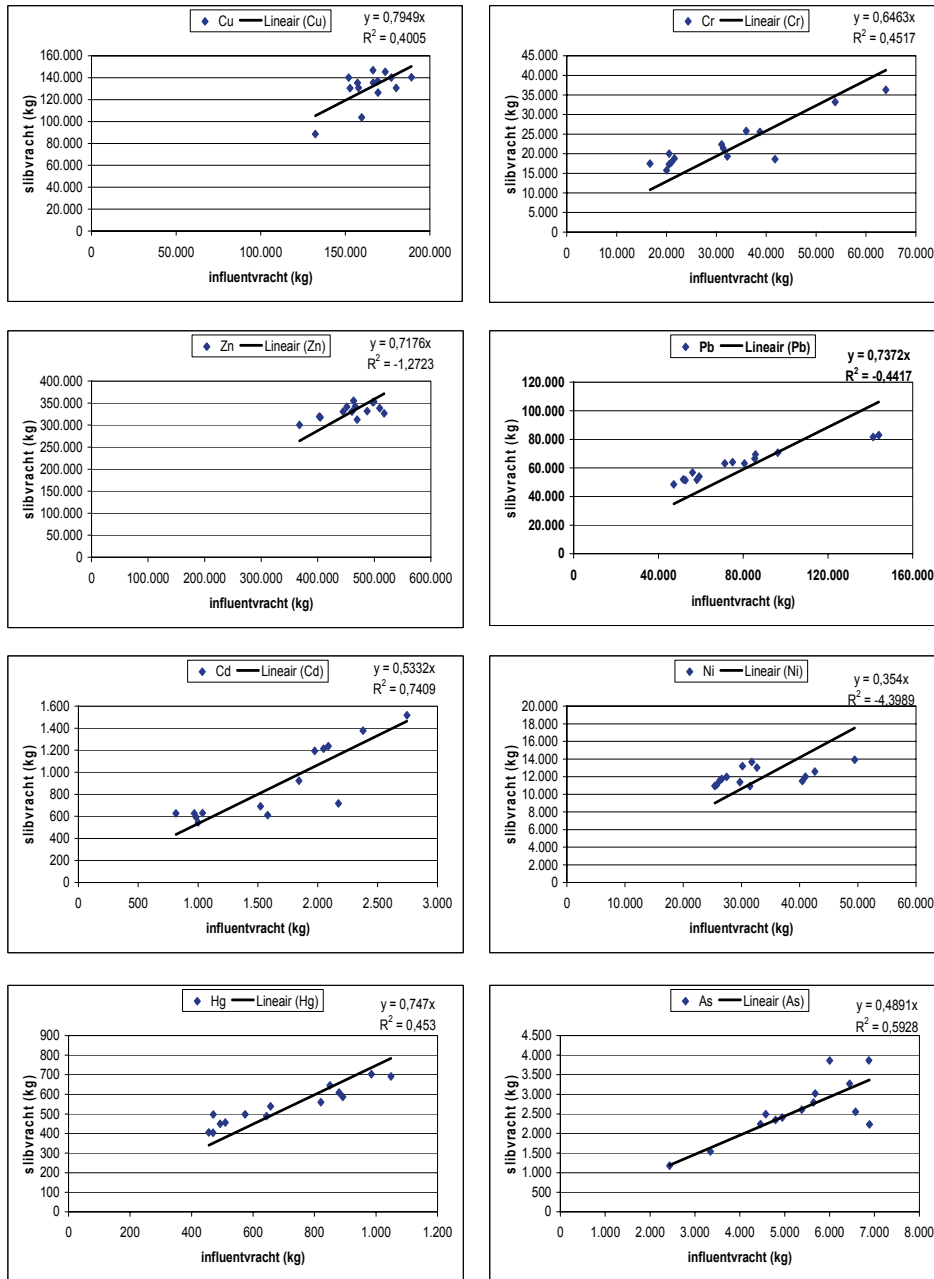 Cu Lineair (Cu)
y = 0,7949x
R² = 0,4005
slibvracht (kg)
160.000
140.000
120.000
100.000
80.000
60.000
40.000
20.000
0
0 50.000 100.000 150.000 200.000
influentvracht (kg)
Cr Lineair (Cr)
y = 0,6463x
R² = 0,4517
slibvracht (kg)
45.000
40.000
35.000
30.000
25.000
20.000
15.000
10.000
5.000
0
0 10.000 20.000 30.000 40.000 50.000 60.000 70.000
influentvracht (kg)
Zn Lineair (Zn)
y = 0,7176x
R² = -1,2723
slibvracht (kg)
400.000
350.000
300.000
250.000
200.000
150.000
100.000
50.000
0
0 100.000 200.000 300.000 400.000 500.000 600.000
influentvracht (kg)
Pb Lineair (Pb)
y = 0,7372x
R² = -0,4417
slibvracht (kg)
120.000
100.000
80.000
60.000
40.000
20.000
0
0 40.000 80.000 120.000 160.000
influentvracht (kg)
Cd Lineair (Cd)
y = 0,5332x
R² = 0,7409
slibvracht (kg)
1.600
1.400
1.200
1.000
800
600
400
200
0
0 500 1.000 1.500 2.000 2.500 3.000
influentvracht (kg)
Ni Lineair (Ni)
y = 0,354x
R² = -4,3989
slibvracht (kg)
20.000
18.000
16.000
14.000
12.000
10.000
8.000
6.000
4.000
2.000
0
0 10.000 20.000 30.000 40.000 50.000 60.000
influentvracht (kg)
Hg Lineair (Hg)
y = 0,747x
R² = 0,453
slibvracht (kg)
900
800
700
600
500
400
300
200
100
0
0 200 400 600 800 1.000 1.200
influentvracht (kg)
As Lineair (As)
y = 0,4891x
R² = 0,5928
slibvracht (kg)
4.500
4.000
3.500
3.000
2.500
2.000
1.500
1.000
500
0
0 1.000 2.000 3.000 4.000 5.000 6.000 7.000 8.000
influentvracht (kg)